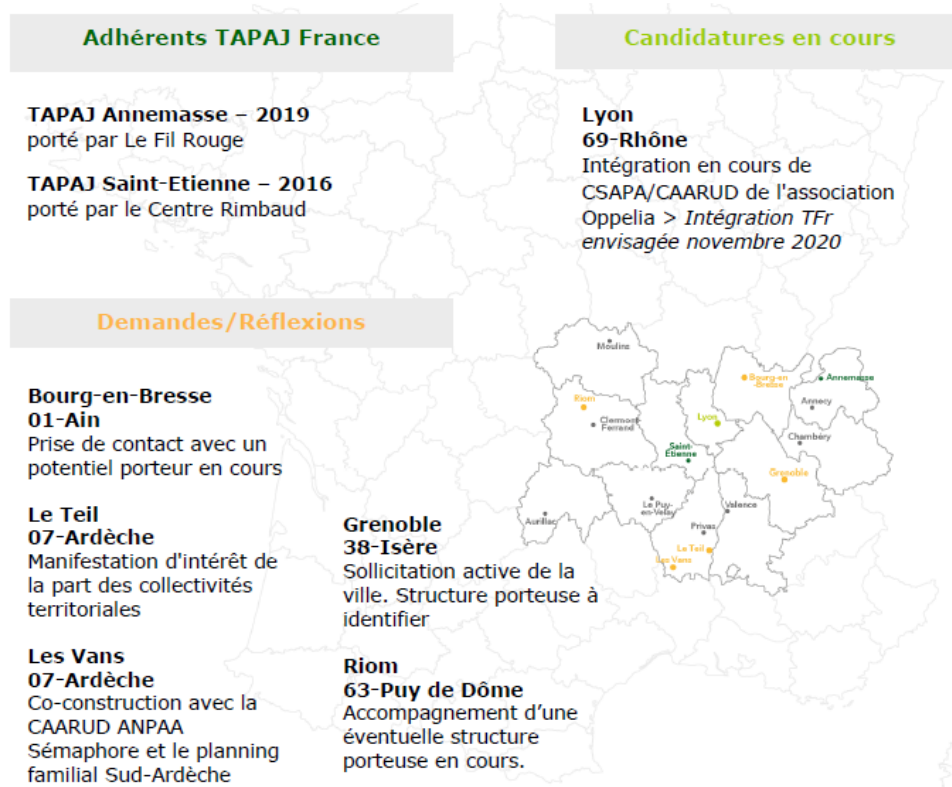 Adhérents TAPAJ France
TAPAJ Annemasse – 2019
porté par Le Fil Rouge
TAPAJ Saint-Etienne – 2016
porté par le Centre Rimbaud
Candidatures en cours
Lyon
69-Rhône
Intégration en cours de
CSAPA/CAARUD de l'association
Oppelia > Intégration TFr
envisagée novembre 2020
Demandes/Réflexions
Bourg-en-Bresse
01-Ain
Prise de contact avec un
potentiel porteur en cours
Le Teil
07-Ardèche
Manifestation d'intérêt de
la part des collectivités
territoriales
Les Vans
07-Ardèche
Co-construction avec la
CAARUD ANPAA
Sémaphore et le planning
familial Sud-Ardèche
Grenoble
38-Isère
Sollicitation active de la
ville. Structure porteuse à
identifier
Riom
63-Puy de Dôme
Accompagnement d’une
éventuelle structure
porteuse en cours.
Moulins
Bourg-en
-Bresse
Annemasse
Riom
Annecy
Clermont-
Ferrand
Lyon
Chambéry
Saint-
Etienne
Grenoble
Le Puy-
en-Velay
Valence
Aurillac
Privas
Le Teil
Les Vans